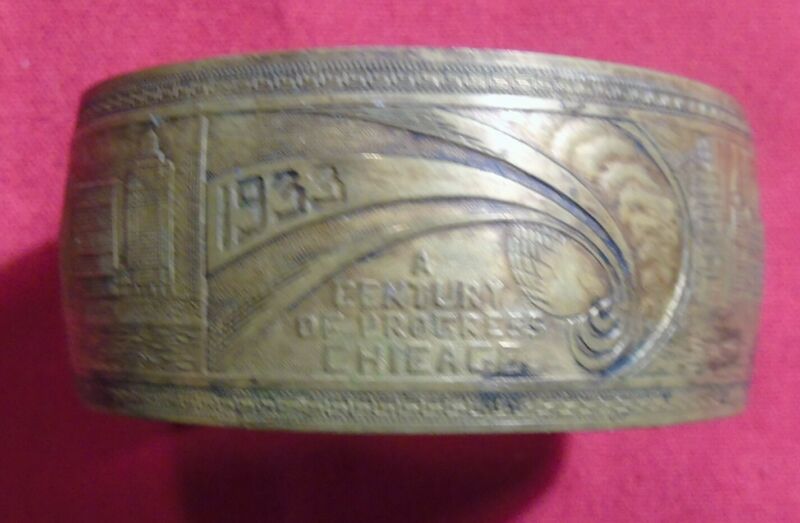 1933
A
CENTURY
OF PROGRESS
CHICAGO